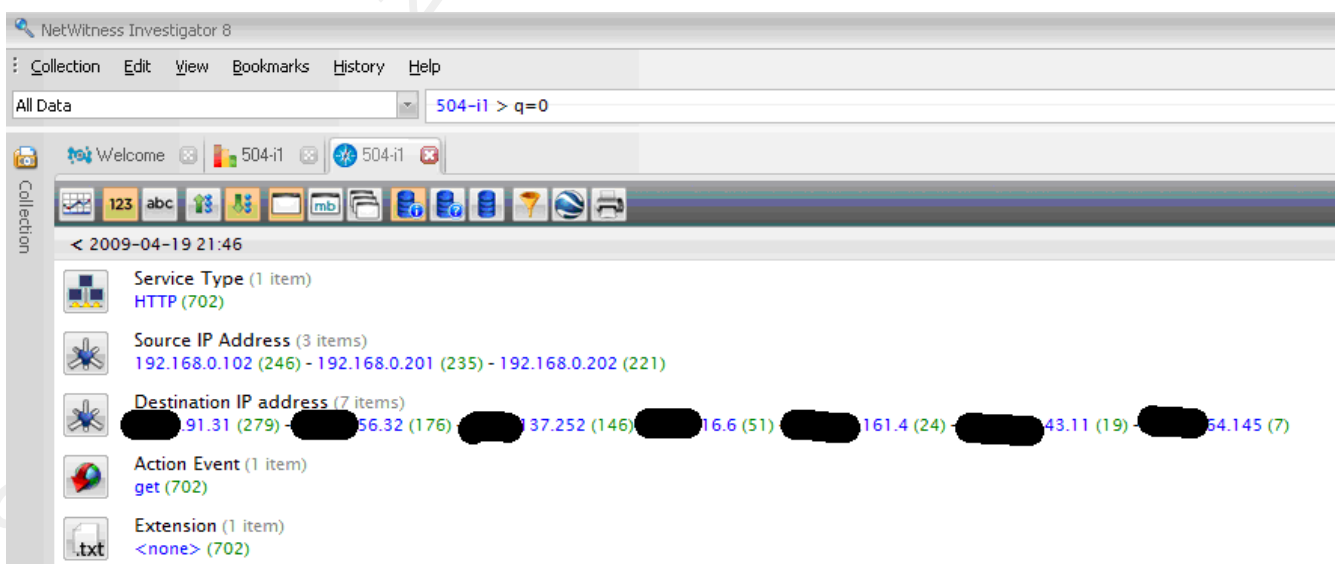 NetWitness Investigator 8
Collection Edit View Bookmarks History Help
All Data 504-i1 > q=0
Welcome 504-i1 504-i1
Collection
123 abc mb
< 2009-04-19 21:46
Service Type (1 item)
HTTP (702)
Source IP Address (3 items)
192.168.0.102 (246) - 192.168.0.201 (235) - 192.168.0.202 (221)
Destination IP address (7 items)
.91.31 (279) - 56.32 (176) - 137.252 (146) 16.6 (51) 161.4 (24) - 43.11 (19) - 64.145 (7)
Action Event (1 item)
get (702)
Extension (1 item)
.txt <none> (702)